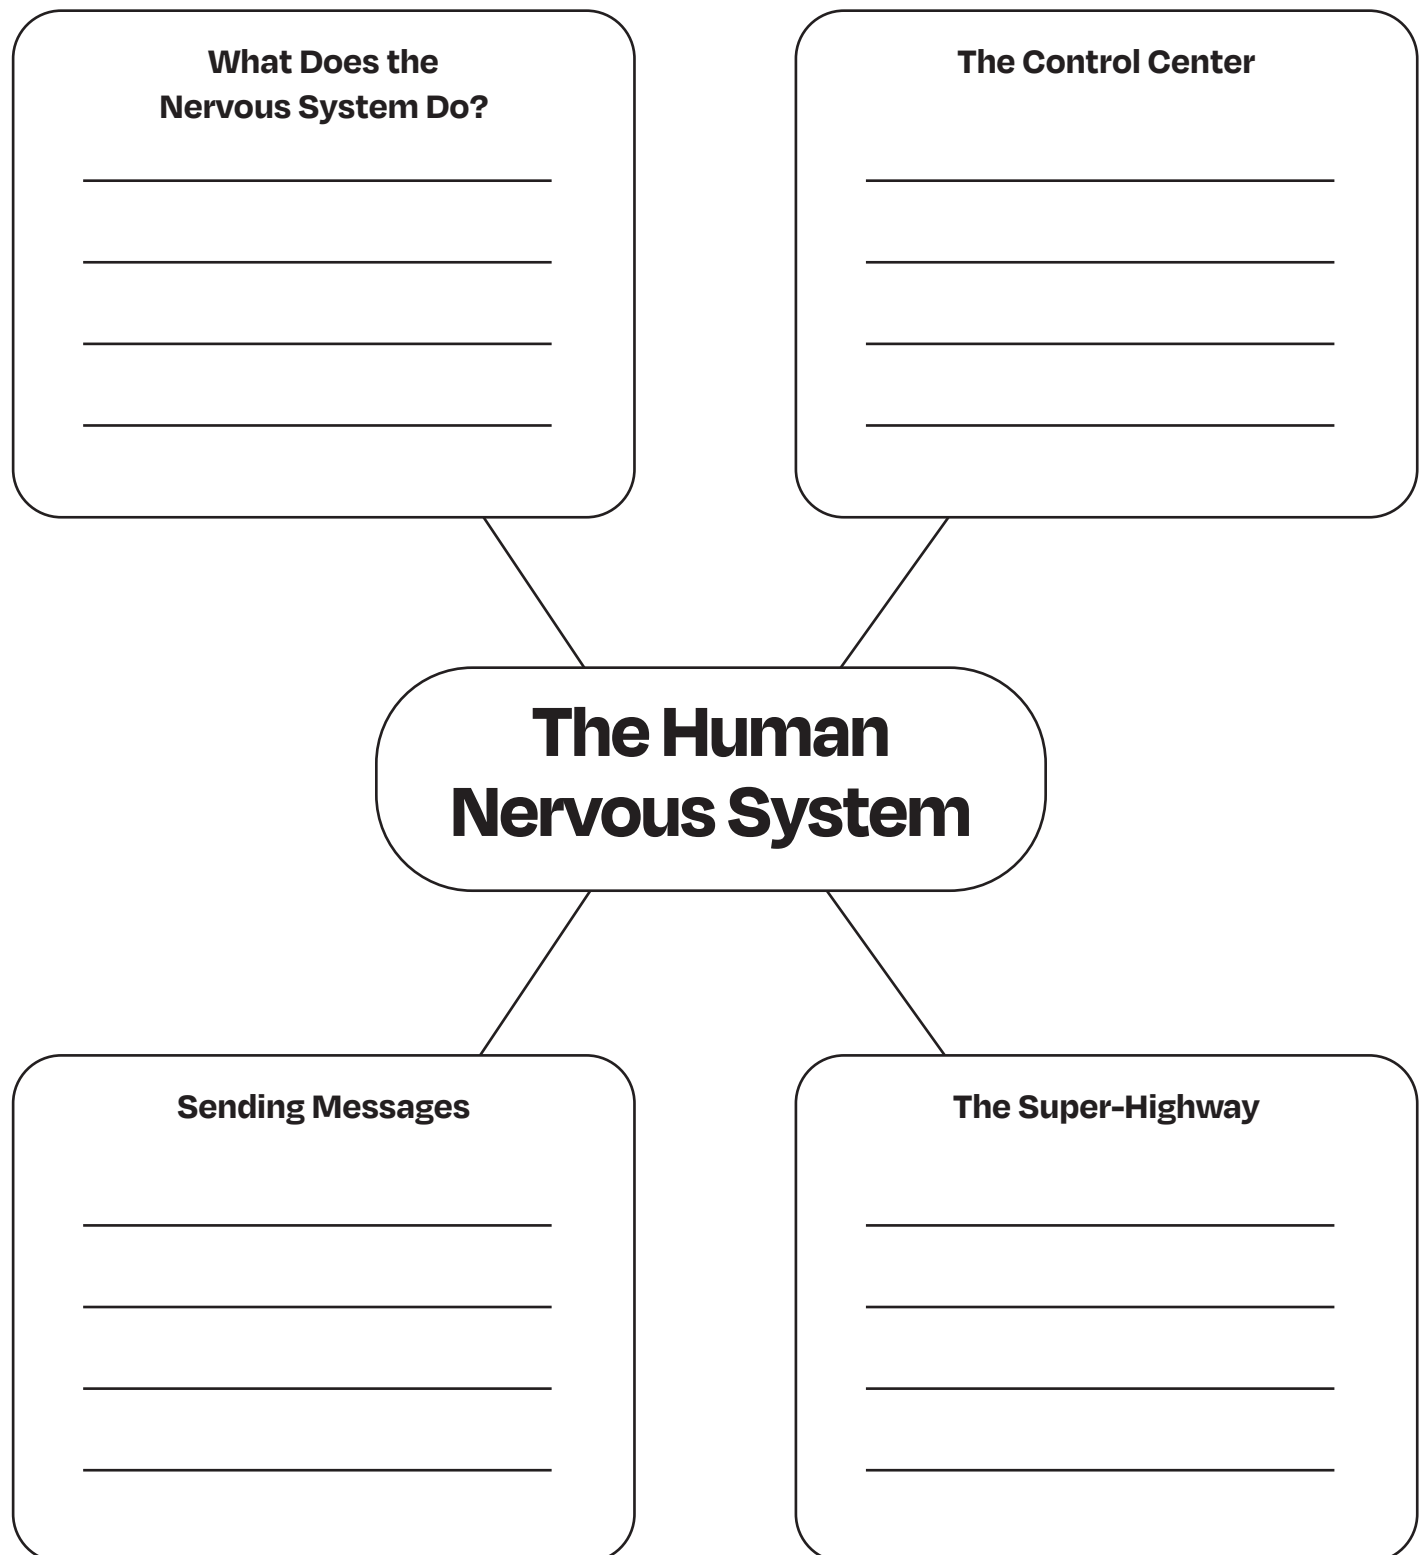 What Does the
Nervous System Do?
The Control Center
The Human
Nervous System
Sending Messages
The Super-Highway